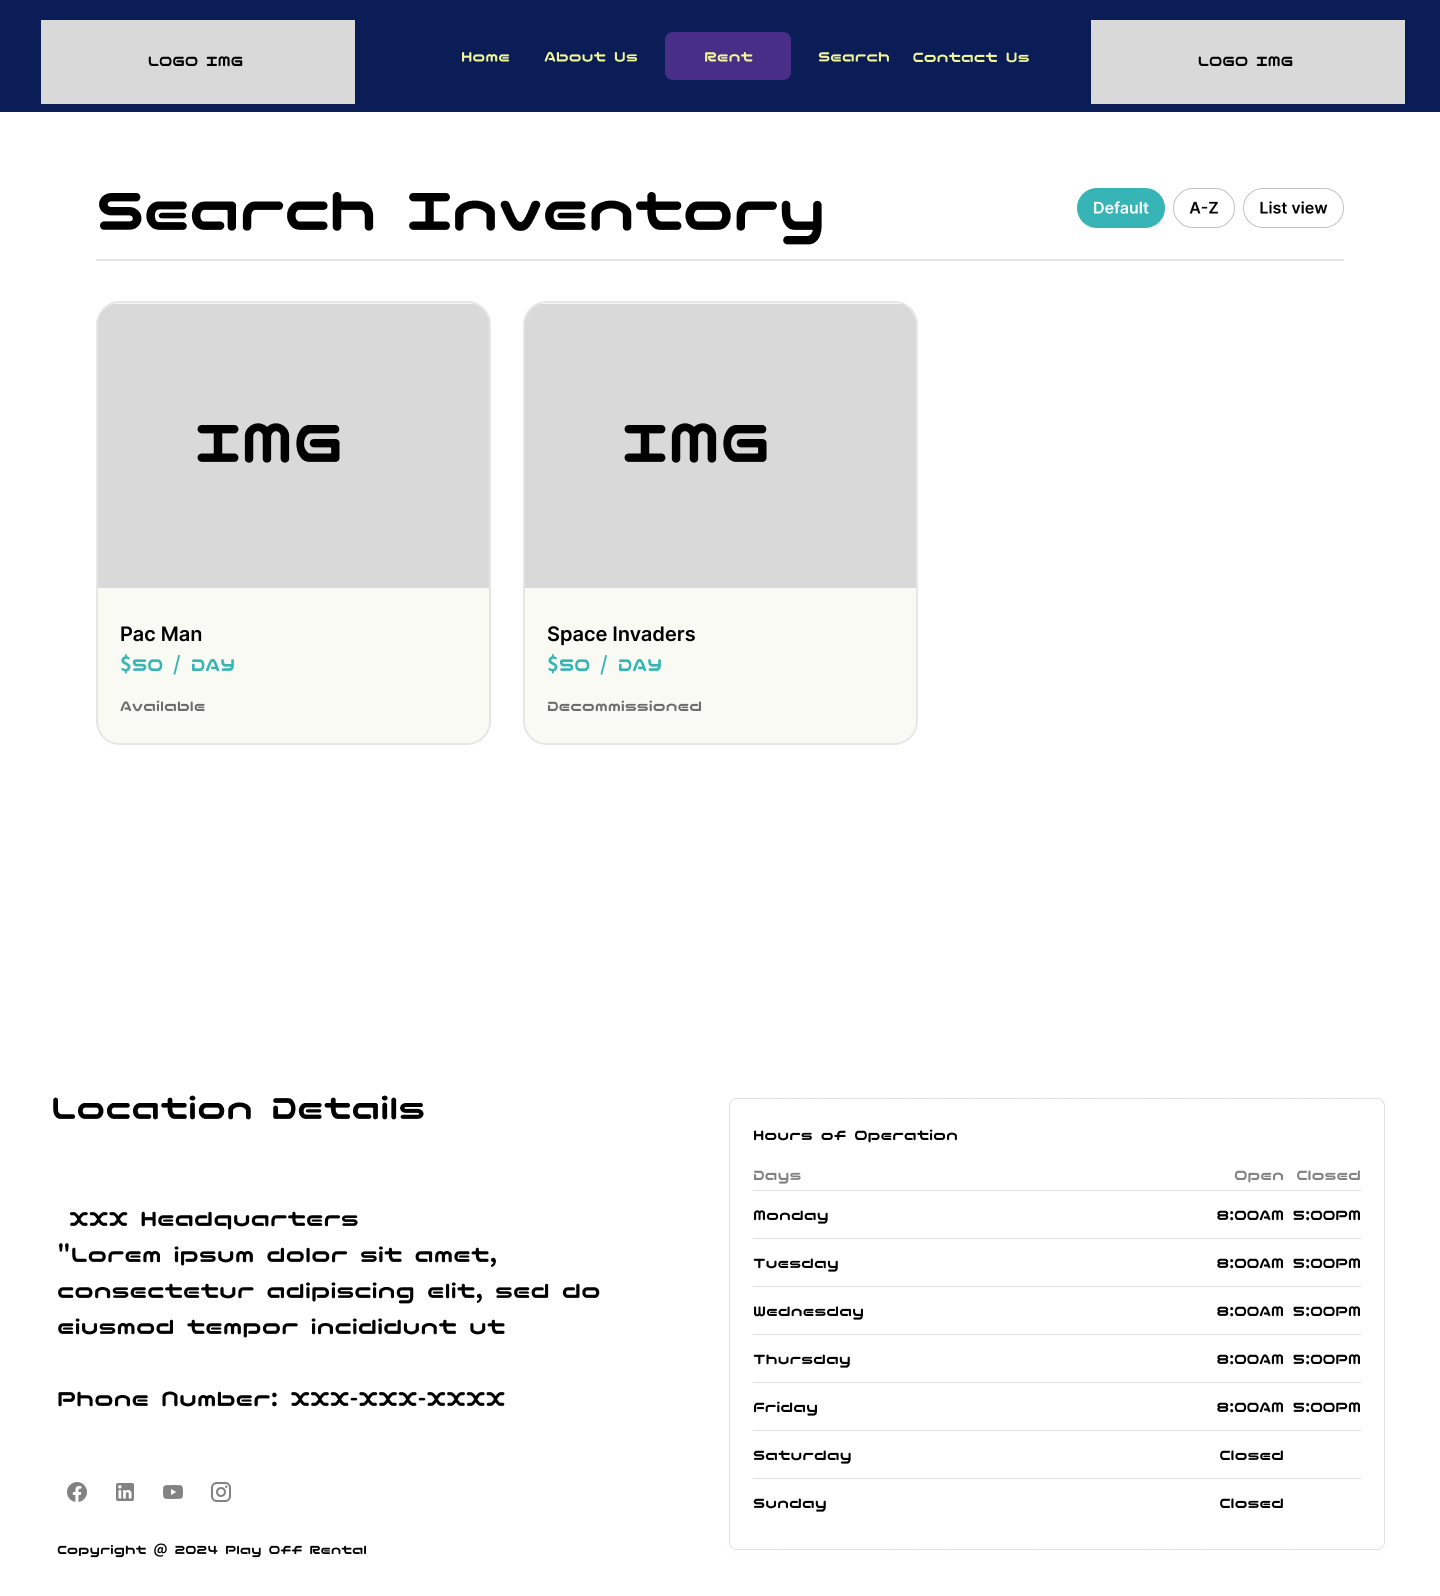 LOGO IMG
Home About Us Rent Search Contact Us
LOGO IMG
Search Inventory
Default A-Z List view
IMG
Pac Man
$50 / DAY
Available
IMG
Space Invaders
$50 / DAY
Decommissioned
Location Details
XXX Headquarters
"Lorem ipsum dolor sit amet,
consectetur adipiscing elit, sed do
eiusmod tempor incididunt ut
Phone Number: XXX-XXX-XXXX
Copyright @ 2024 Play Off Rental
Hours of Operation
Days Open Closed
Monday 8:00AM 5:00PM
Tuesday 8:00AM 5:00PM
Wednesday 8:00AM 5:00PM
Thursday 8:00AM 5:00PM
Friday 8:00AM 5:00PM
Saturday Closed
Sunday Closed